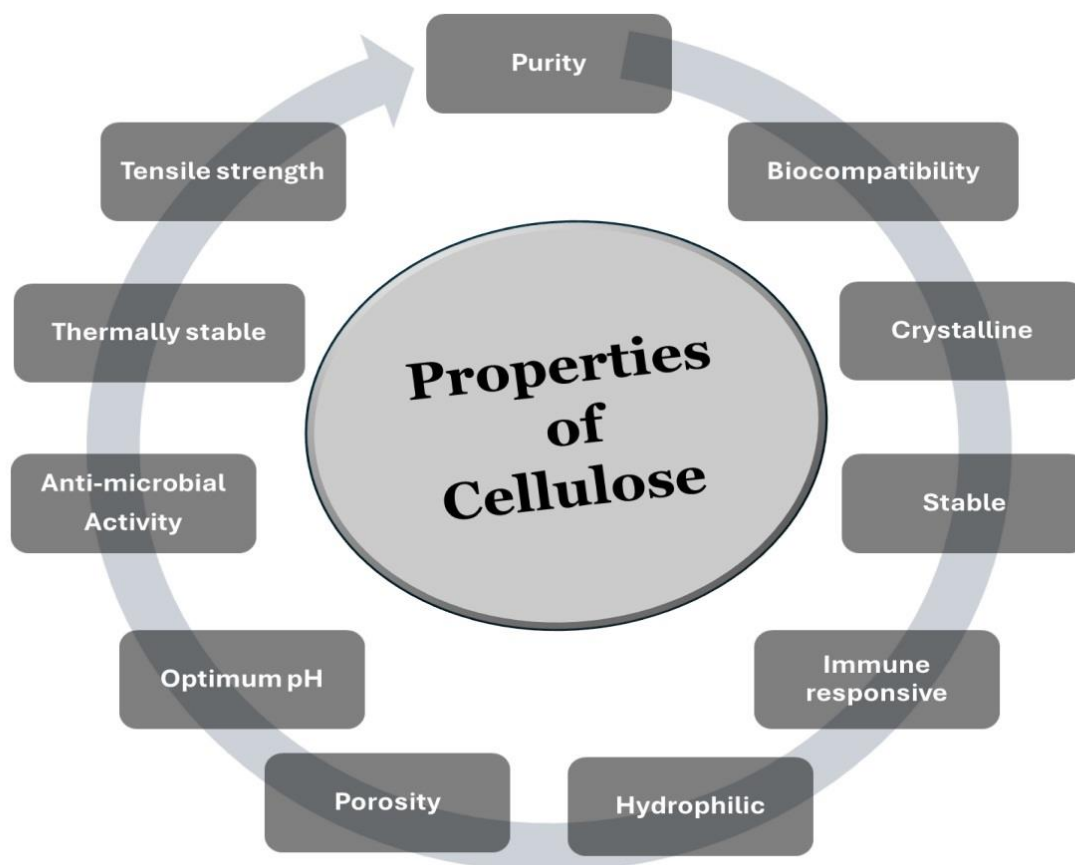 Purity
Biocompatibility
Crystalline
Stable
Immune
responsive
Hydrophilic
Porosity
Optimum pH
Anti-microbial
Activity
Thermally stable
Tensile strength
Properties
of
Cellulose